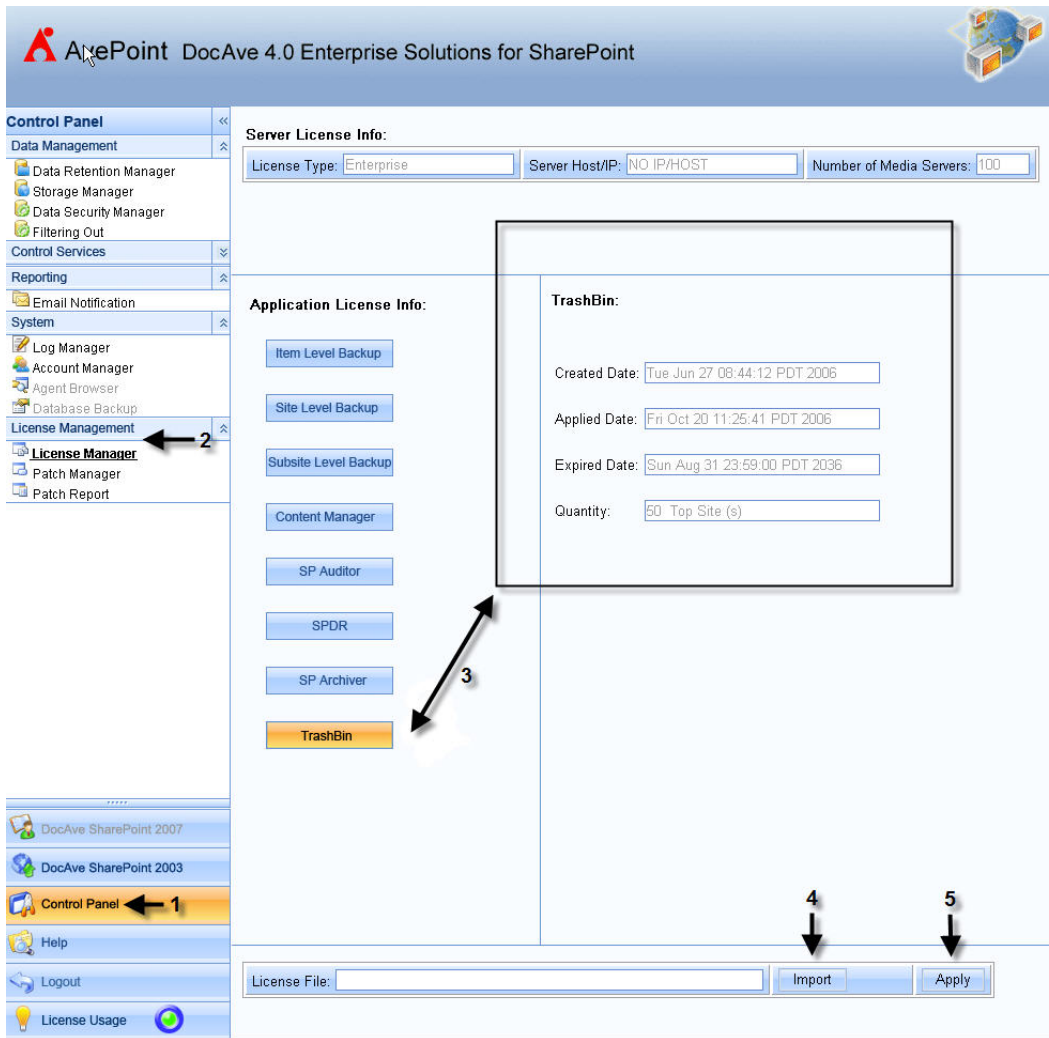 AvePoint DocAve 4.0 Enterprise Solutions for SharePoint
Control Panel
Data Management
Data Retention Manager
Storage Manager
Data Security Manager
Filtering Out
Control Services
Reporting
Email Notification
System
Log Manager
Account Manager
Agent Browser
Database Backup
License Management
2
License Manager
Patch Manager
Patch Report
DocAve SharePoint 2007
DocAve SharePoint 2003
Control Panel
1
Help
Logout
License Usage
Server License Info:
License Type: Enterprise
Server Host/IP: NO IP/HOST
Number of Media Servers: 100
Application License Info:
Item Level Backup
Site Level Backup
Subsite Level Backup
Content Manager
SP Auditor
SPDR
SP Archiver
TrashBin
3
TrashBin:
Created Date: Tue Jun 27 08:44:12 PDT 2006
Applied Date: Fri Oct 20 11:25:41 PDT 2006
Expired Date: Sun Aug 31 23:59:00 PDT 2036
Quantity: 50 Top Site (s)
4
5
License File:
Import
Apply